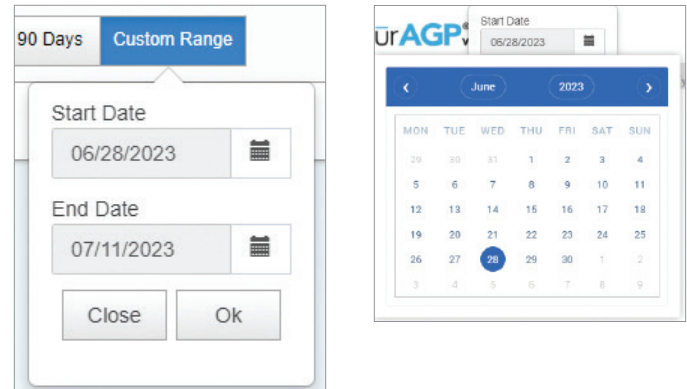 90 Days Custom Range
Start Date
06/28/2023
End Date
07/11/2023
Close Ok
Start Date
ūrAGP®
06/28/2023
June 2023
MON TUE WED THU FRI SAT SUN
29 30 31 1 2 3 4
5 6 7 8 9 10 11
12 13 14 15 16 17 18
19 20 21 22 23 24 25
26 27 28 29 30 1 2
3 4 5 6 7 8 9